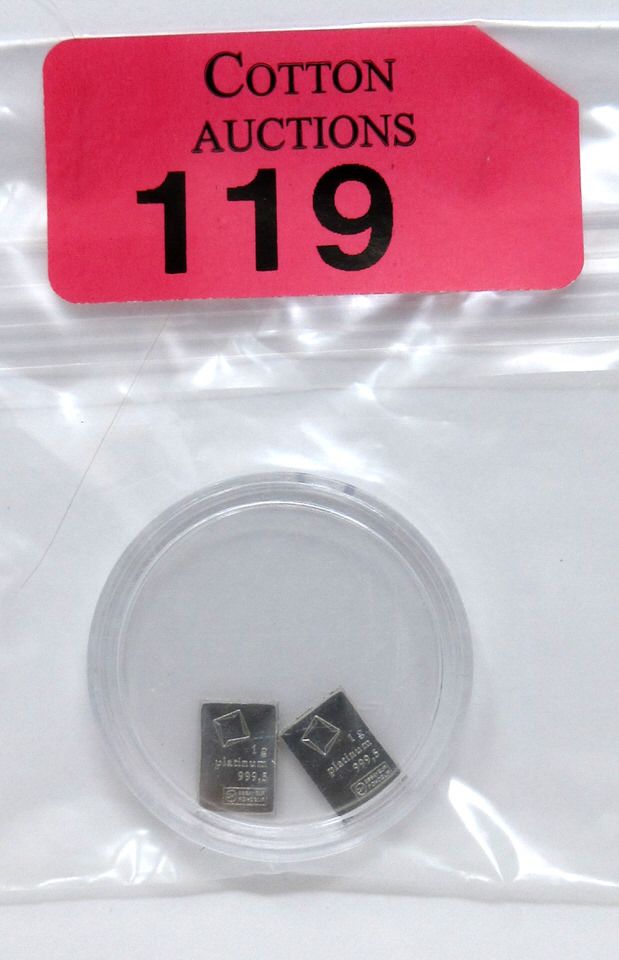 COTTON
AUCTIONS
119
1 g
platinum
999,5
1 g
platinum
999,5